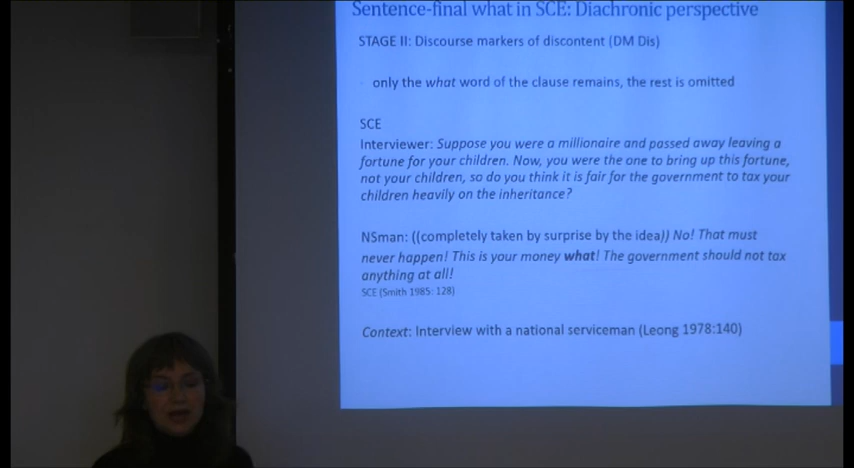 Sentence-final what in SCE: Diachronic perspective
STAGE II: Discourse markers of discontent (DM Dis)
only the what word of the clause remains, the rest is omitted
SCE
Interviewer: Suppose you were a millionaire and passed away leaving a
fortune for your children. Now, you were the one to bring up this fortune,
not your children, so do you think it is fair for the government to tax your
children heavily on the inheritance?
NSman: ((completely taken by surprise by the idea)) No! That must
never happen! This is your money what! The government should not tax
anything at all!
SCE (Smith 1985: 128)
Context: Interview with a national serviceman (Leong 1978:140)